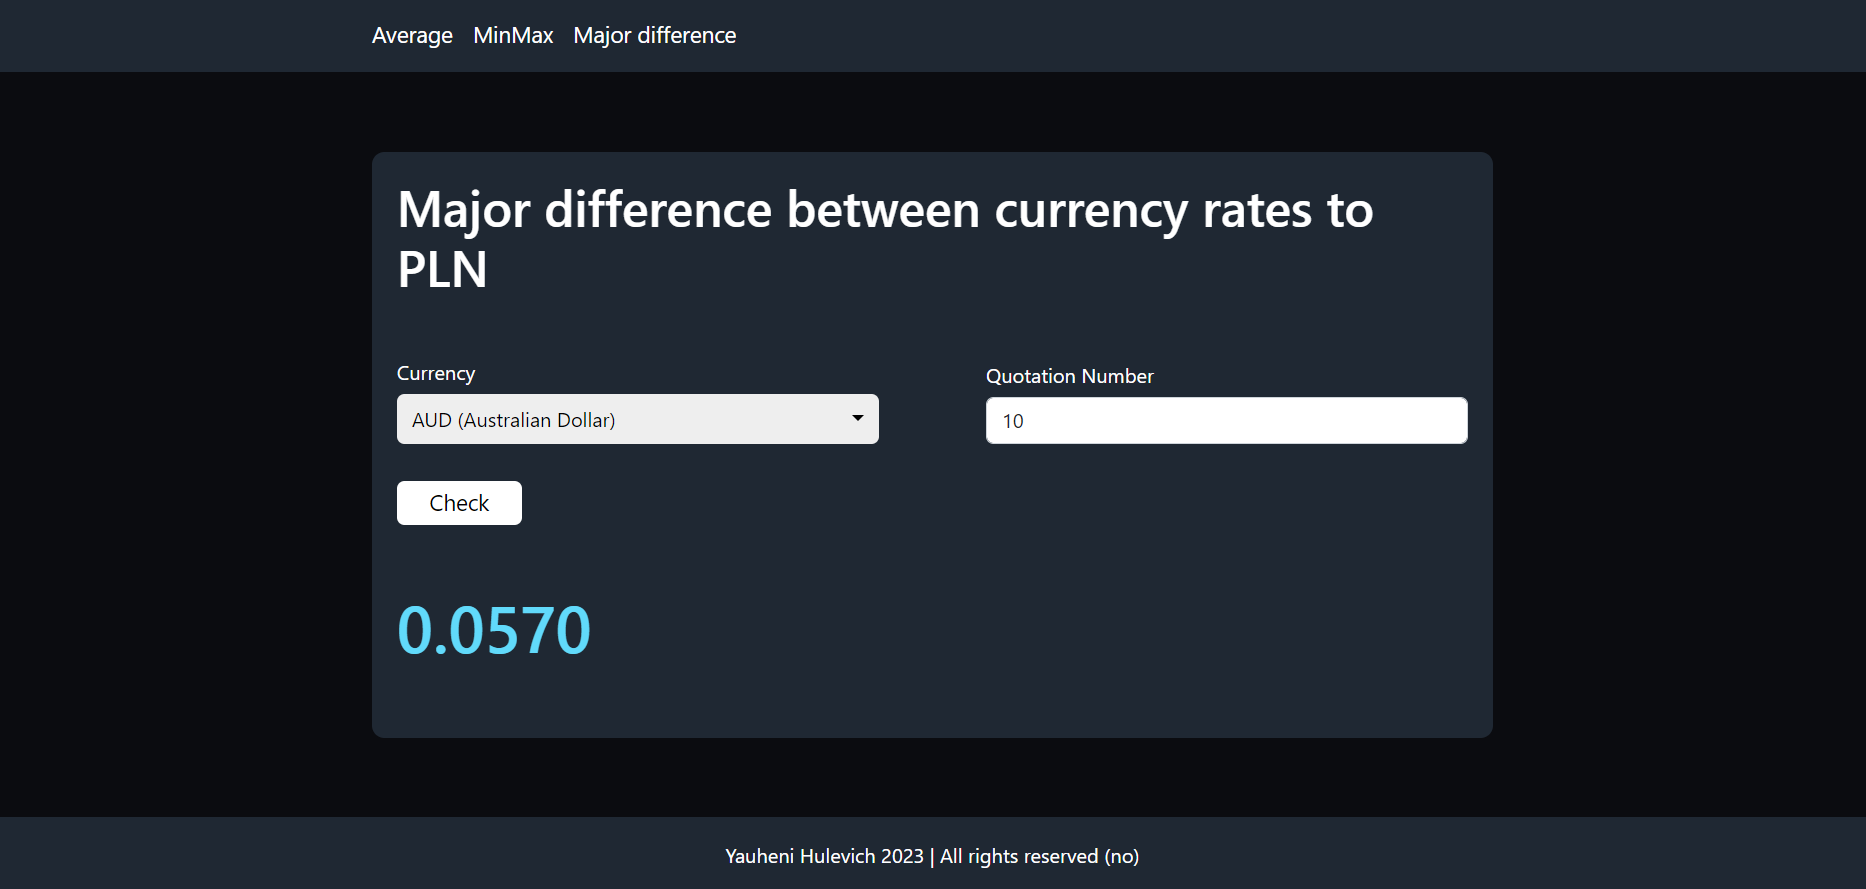 Average MinMax Major difference
Major difference between currency rates to
PLN
Currency
Quotation Number
AUD (Australian Dollar)
10
Check
0.0570
Yauheni Hulevich 2023 | All rights reserved (no)